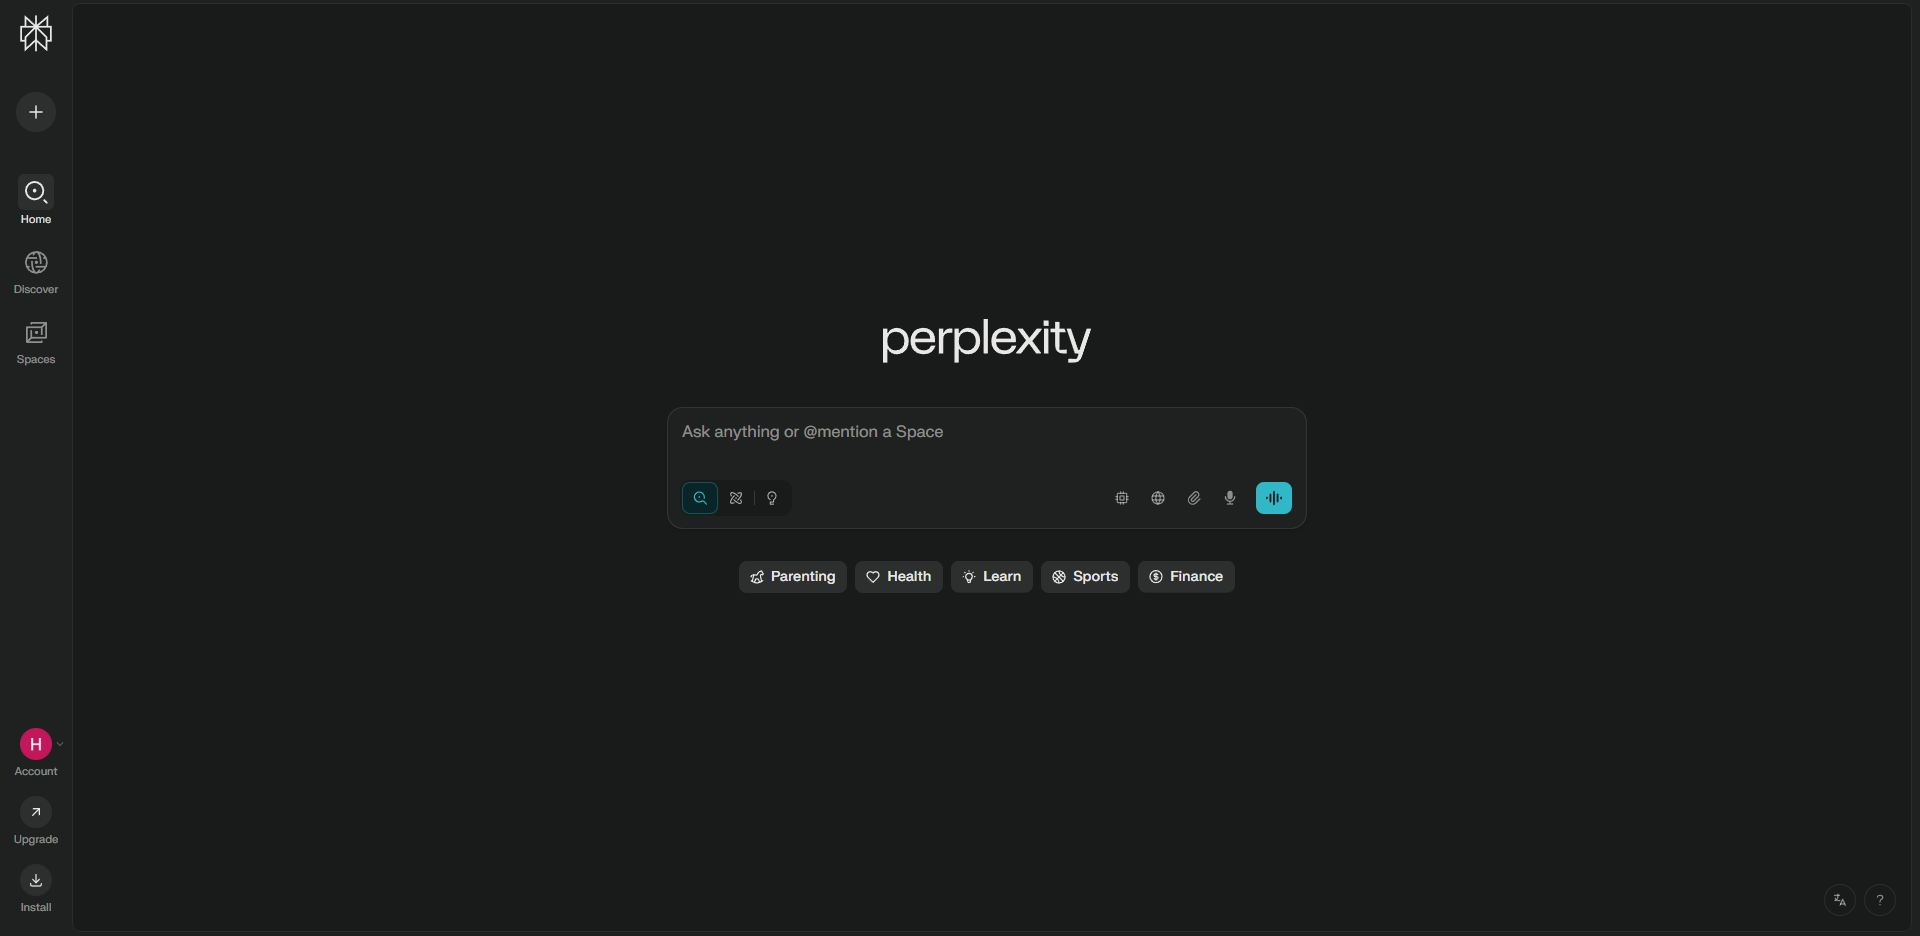 Home
Discover
Spaces
perplexity
Ask anything or @mention a Space
Parenting
Health
Learn
Sports
Finance
H
Account
Upgrade
Install
?